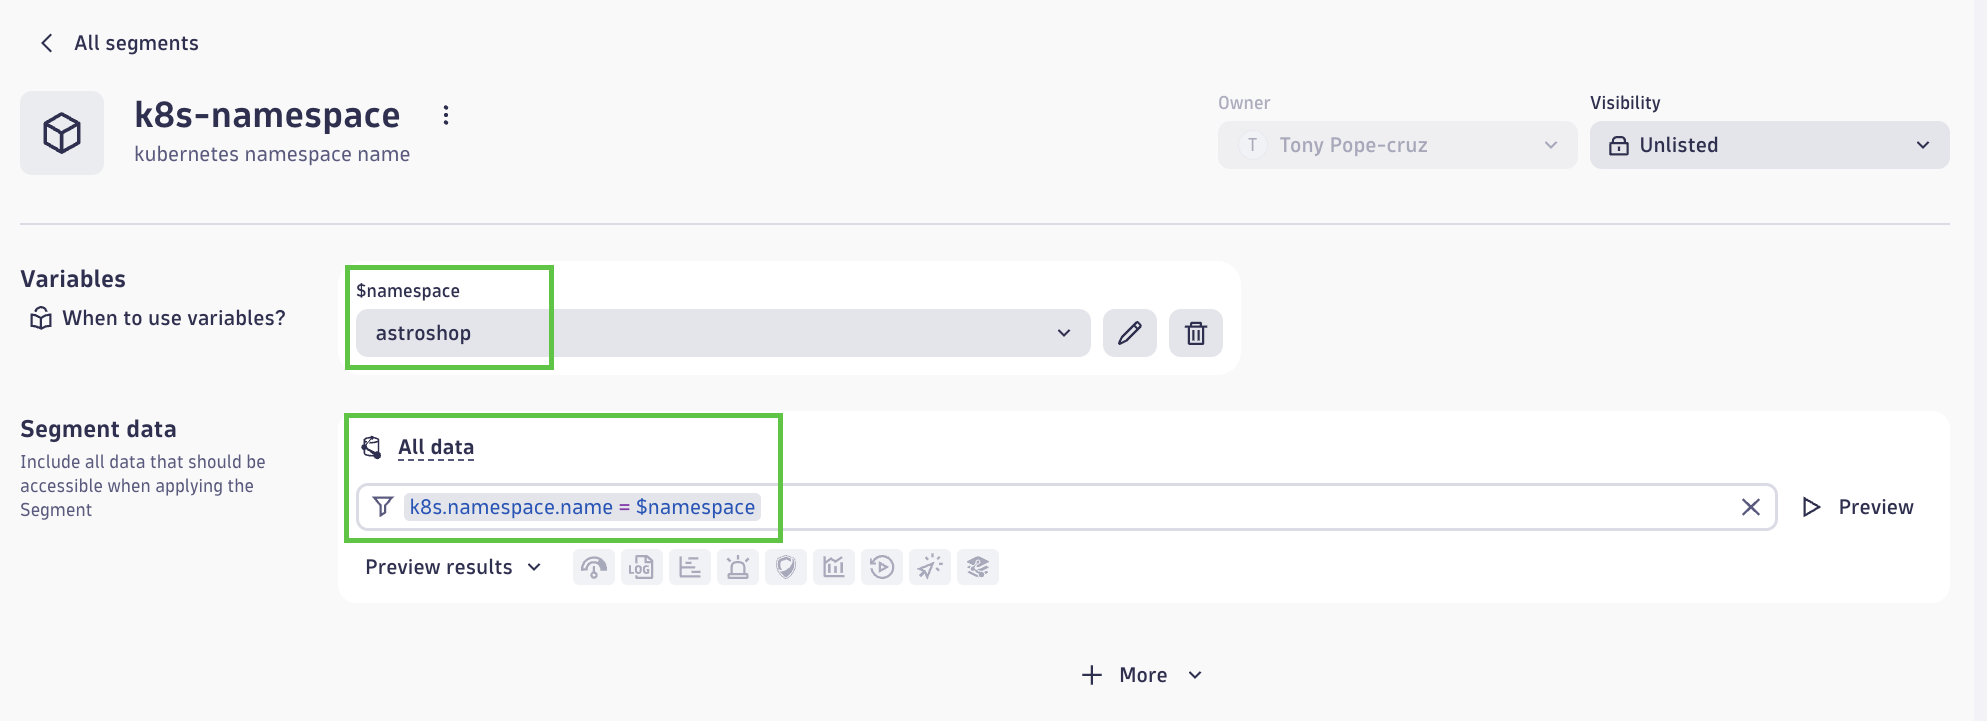 All segments
k8s-namespace
kubernetes namespace name
Owner
T Tony Pope-cruz
Visibility
Unlisted
Variables
When to use variables?
$namespace
astroshop
Segment data
Include all data that should be
accessible when applying the
Segment
All data
k8s.namespace.name = $namespace
Preview
Preview results
LOG
More